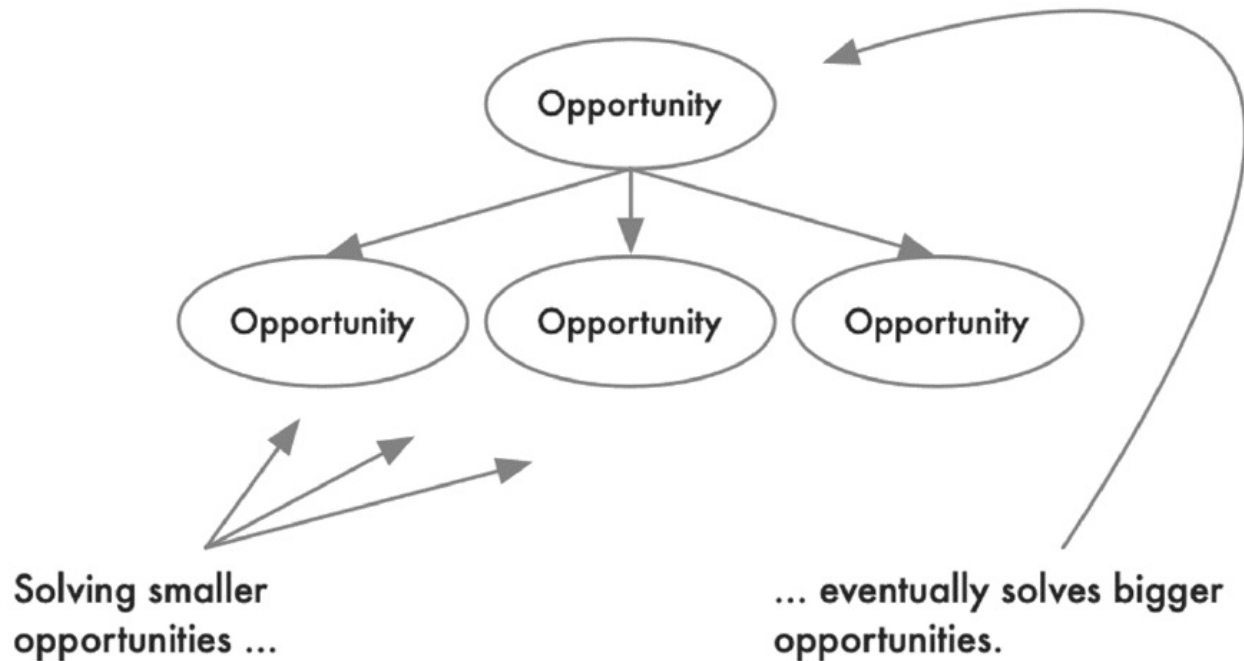 Opportunity
Opportunity
Opportunity
Opportunity
Solving smaller
opportunities ...
... eventually solves bigger
opportunities.